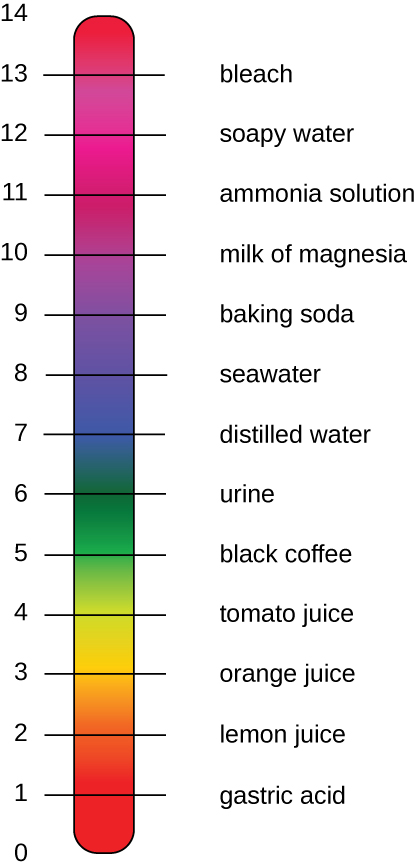 14
13 bleach
12 soapy water
11 ammonia solution
10 milk of magnesia
9 baking soda
8 seawater
7 distilled water
6 urine
5 black coffee
4 tomato juice
3 orange juice
2 lemon juice
1 gastric acid
0